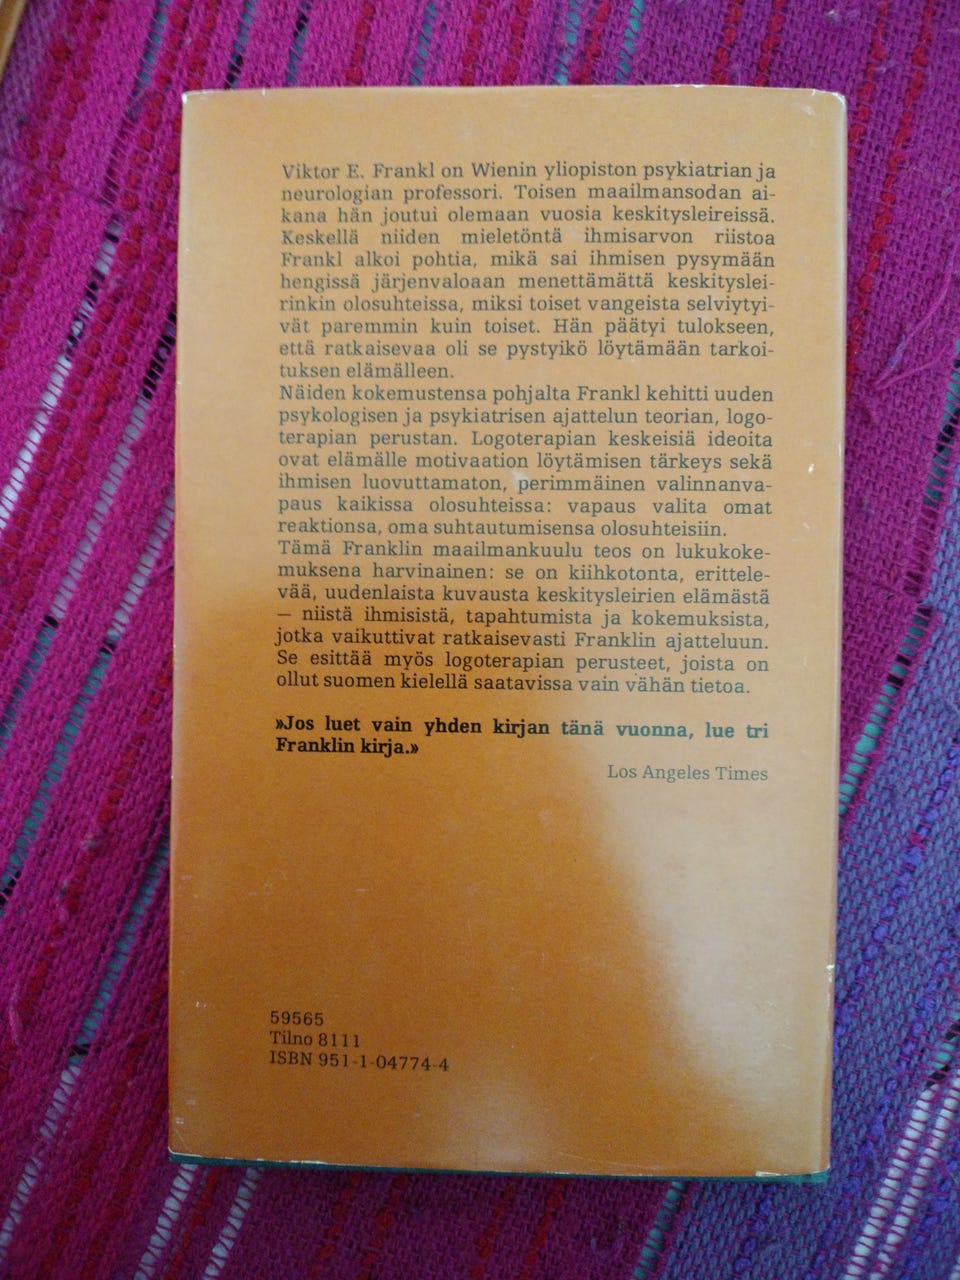 Viktor E. Frankl on Wienin yliopiston psykiatrian ja
neurologian professori. Toisen maailmansodan ai-
kana hän joutui olemaan vuosia keskitysleireissä.
Keskellä niiden mieletöntä ihmisarvon riistoa
Frankl alkoi pohtia, mikä sai ihmisen pysymään
hengissä järjenvaloaan menettämättä keskityslei-
rinkin olosuhteissa, miksi toiset vangeista selviytyi-
vät paremmin kuin toiset. Hän päätyi tulokseen,
että ratkaisevaa oli se pystyikö löytämään tarkoi-
tuksen elämälleen.
Näiden kokemustensa pohjalta Frankl kehitti uuden
psykologisen ja psykiatrisen ajattelun teorian, logo-
terapian perustan. Logoterapian keskeisiä ideoita
ovat elämälle motivaation löytämisen tärkeys sekä
ihmisen luovuttamaton, perimmäinen valinnanva-
paus kaikissa olosuhteissa: vapaus valita omat
reaktionsa, oma suhtautumisensa olosuhteisiin.
Tämä Franklin maailmankuulu teos on lukukoke-
muksena harvinainen: se on kiihkotonta, erittele-
vää, uudenlaista kuvausta keskitysleirien elämästä
— niistä ihmisistä, tapahtumista ja kokemuksista,
jotka vaikuttivat ratkaisevasti Franklin ajatteluun.
Se esittää myös logoterapian perusteet, joista on
ollut suomen kielellä saatavissa vain vähän tietoa.
»Jos luet vain yhden kirjan tänä vuonna, lue tri
Franklin kirja.»
Los Angeles Times
59565
Tilno 8111
ISBN 951-1-04774-4